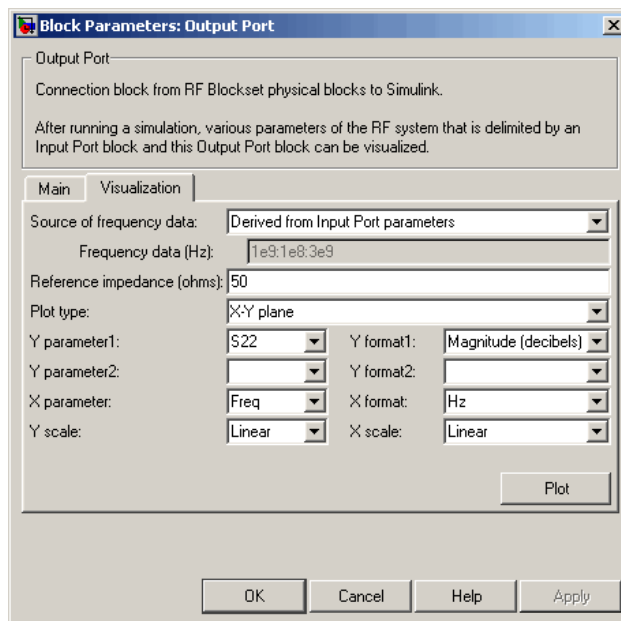 Block Parameters: Output Port
Output Port
Connection block from RF Blockset physical blocks to Simulink.
After running a simulation, various parameters of the RF system that is delimited by an
Input Port block and this Output Port block can be visualized.
Main Visualization
Source of frequency data: Derived from Input Port parameters
Frequency data (Hz): 1e9:1e8:3e9
Reference impedance (ohms): 50
Plot type: X-Y plane
Y parameter1: S22 Y format1: Magnitude (decibels)
Y parameter2: Y format2:
X parameter: Freq X format: Hz
Y scale: Linear X scale: Linear
Plot
OK Cancel Help Apply